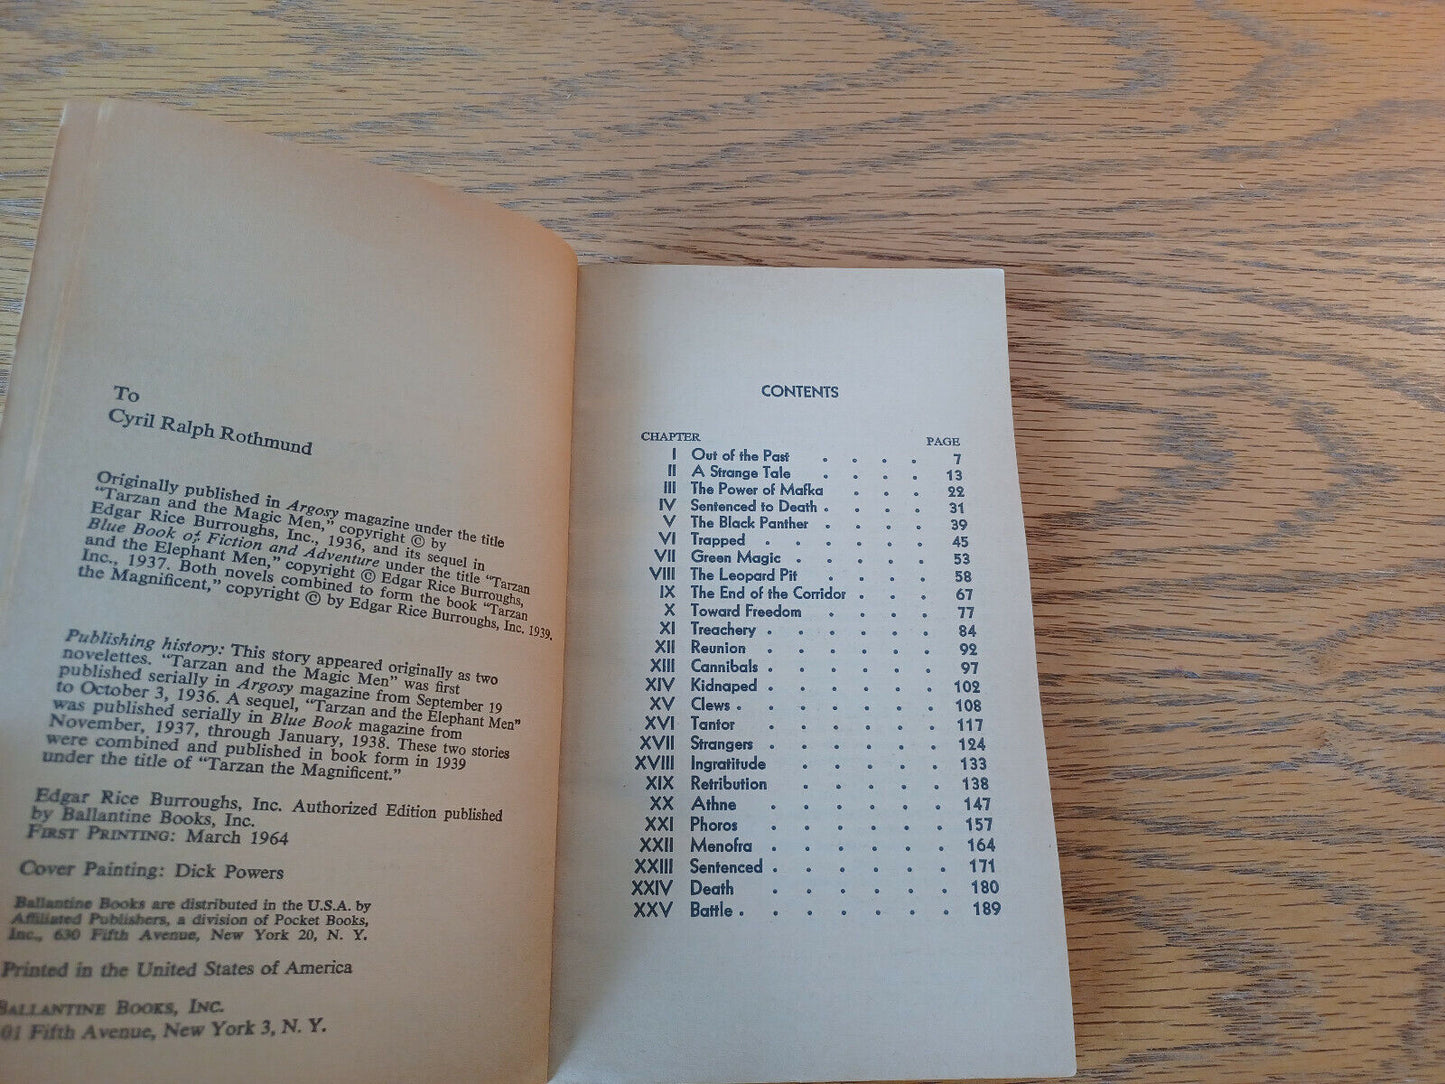 To
Cyril Ralph Rothmund
Originally published in Argosy magazine under the title
"Tarzan and the Magic Men," copyright © by
Edgar Rice Burroughs, Inc., 1936, and its sequel in
Blue Book of Fiction and Adventure under the title "Tarzan
and the Elephant Men," copyright © Edgar Rice Burroughs,
Inc., 1937. Both novels combined to form the book "Tarzan
the Magnificent," copyright © by Edgar Rice Burroughs, Inc. 1939.
Publishing history: This story appeared originally as two
novelettes. "Tarzan and the Magic Men" was first
published serially in Argosy magazine from September 19
to October 3, 1936. A sequel, "Tarzan and the Elephant Men"
was published serially in Blue Book magazine from
November, 1937, through January, 1938. These two stories
were combined and published in book form in 1939
under the title of "Tarzan the Magnificent."
Edgar Rice Burroughs, Inc. Authorized Edition published
by Ballantine Books, Inc.
FIRST PRINTING: March 1964
Cover Painting: Dick Powers
Ballantine Books are distributed in the U.S.A. by
Affiliated Publishers, a division of Pocket Books,
Inc., 630 Fifth Avenue, New York 20, N. Y.
Printed in the United States of America
BALLANTINE BOOKS, INC.
01 Fifth Avenue, New York 3, N. Y.
CONTENTS
CHAPTER PAGE
I Out of the Past . . . . 7
II A Strange Tale . . . . 13
III The Power of Mafka . . . 22
IV Sentenced to Death . . . . 31
V The Black Panther . . . . 39
VI Trapped . . . . . . 45
VII Green Magic . . . . . 53
VIII The Leopard Pit . . . . 58
IX The End of the Corridor . . . 67
X Toward Freedom . . . . 77
XI Treachery . . . . . . 84
XII Reunion . . . . . . 92
XIII Cannibals . . . . . . 97
XIV Kidnaped . . . . . . 102
XV Clews . . . . . . . 108
XVI Tantor . . . . . . 117
XVII Strangers . . . . . . 124
XVIII Ingratitude . . . . . 133
XIX Retribution . . . . . 138
XX Athne . . . . . . 147
XXI Phoros . . . . . . 157
XXII Menofra . . . . . . 164
XXIII Sentenced . . . . . . 171
XXIV Death . . . . . . 180
XXV Battle . . . . . . . 189